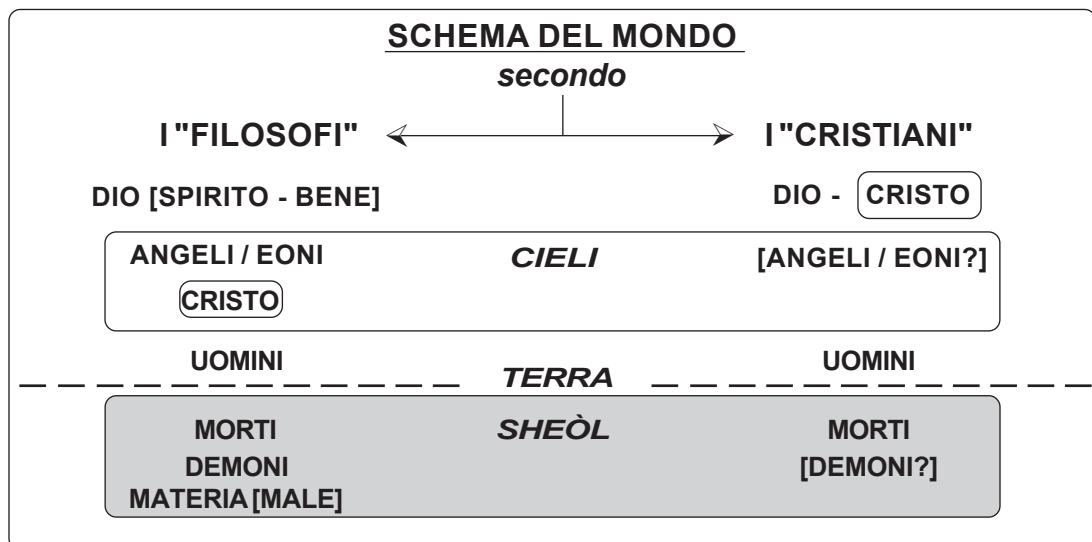 SCHEMA DEL MONDO
secondo
I "FILOSOFI"
I "CRISTIANI"
DIO [SPIRITO - BENE]
DIO - CRISTO
ANGELI / EONI
CIELI
[ANGELI / EONI?]
CRISTO
UOMINI
TERRA
UOMINI
MORTI
SHEÒL
MORTI
DEMONI
[DEMONI?]
MATERIA [MALE]